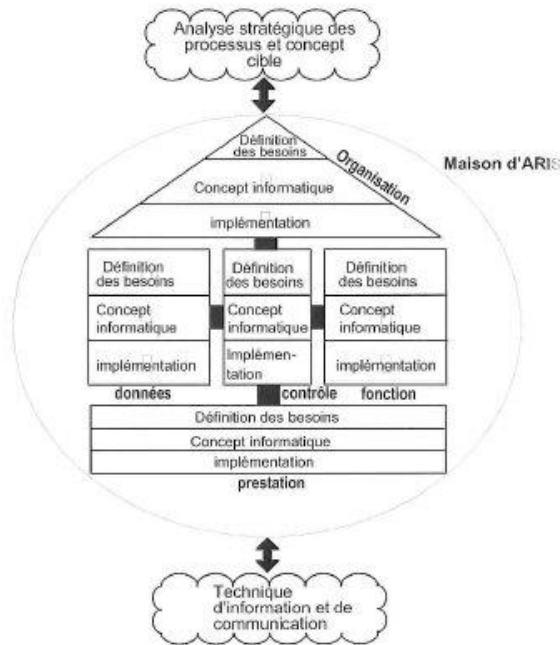 Analyse stratégique des
processus et concept
cible
Maison d'ARIS
Définition
des besoins
Organisation
Concept informatique
implémentation
Définition
des besoins
Concept
informatique
implémentation
données
Définition
des besoins
Concept
informatique
Implémen-
tation
contrôle
Définition
des besoins
Concept
informatique
implémentation
fonction
Définition des besoins
Concept informatique
implémentation
prestation
Technique
d'information et de
communication